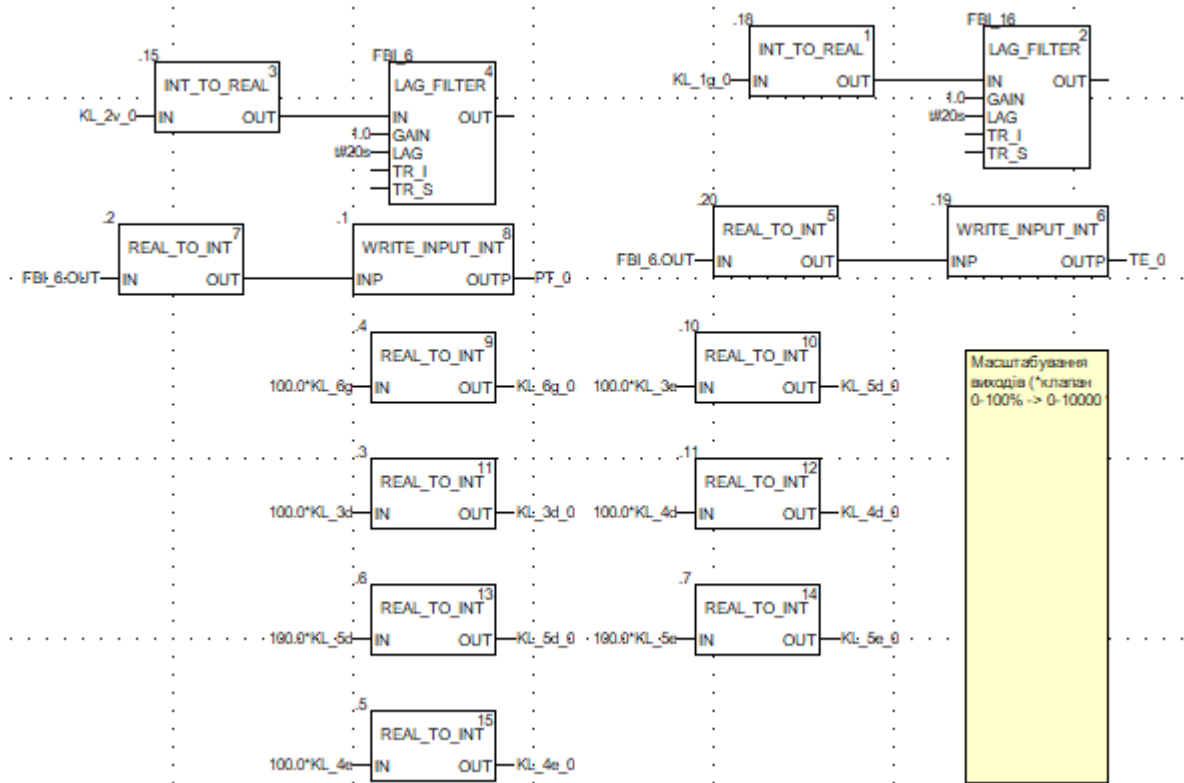 .15
INT_TO_REAL
3
KL_2v_0
IN
OUT
FBI_6
LAG_FILTER
4
IN
OUT
1.0
GAIN
t#20s
LAG
TR_I
TR_S
.18
INT_TO_REAL
1
KL_1g_0
IN
OUT
FBI_16
LAG_FILTER
2
IN
OUT
1.0
GAIN
t#20s
LAG
TR_I
TR_S
.2
REAL_TO_INT
7
FBI_6.OUT
IN
OUT
.1
WRITE_INPUT_INT
8
INP
OUTP
PT_0
.20
REAL_TO_INT
5
FBI_6.OUT
IN
OUT
.19
WRITE_INPUT_INT
6
INP
OUTP
TE_0
.4
REAL_TO_INT
9
100.0*KL_6g
IN
OUT
KL_6g_0
.10
REAL_TO_INT
10
100.0*KL_3e
IN
OUT
KL_5d_0
Масштабування
виходів (*клапан
0-100% -> 0-10000
.3
REAL_TO_INT
11
100.0*KL_3d
IN
OUT
KL_3d_0
.11
REAL_TO_INT
12
100.0*KL_4d
IN
OUT
KL_4d_0
.6
REAL_TO_INT
13
100.0*KL_5d
IN
OUT
KL_5d_0
.7
REAL_TO_INT
14
100.0*KL_5e
IN
OUT
KL_5e_0
.5
REAL_TO_INT
15
100.0*KL_4e
IN
OUT
KL_4e_0